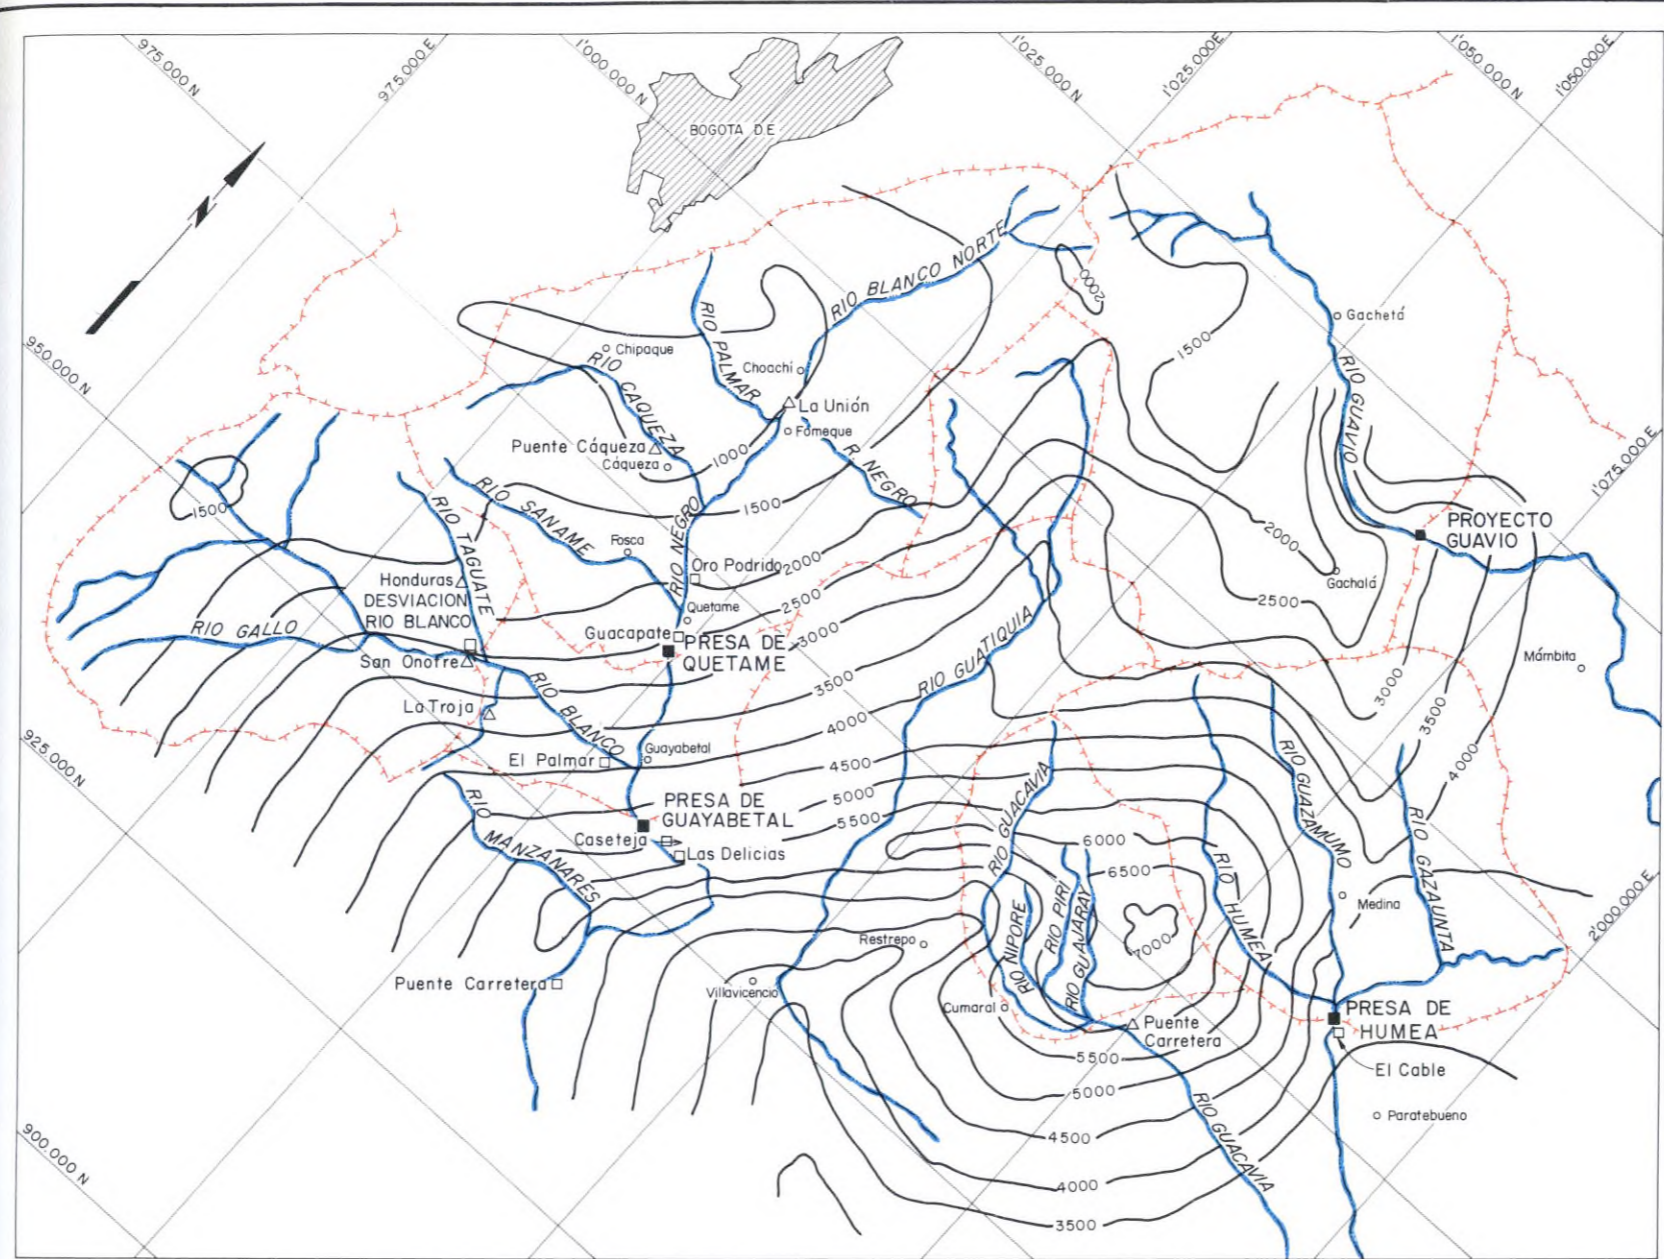 975.000 N
975.000 E
1'000.000 N
1'025.000 N
1'025.000E
1'050.000 N
1'050.000E
BOGOTA D.E
N
RIO BLANCO NORTE
2000
Gachetá
1500
RIO PALMAR
Chipaque
Choachí
RIO CAQUEZA
RIO GUAVIO
950.000 N
La Unión
Fómeque
Puente Cáqueza
Cáqueza
1000
R. NEGRO
1'075.000 E
1500
RIO SANAME
RIO TAGUATE
1500
RIO NEGRO
PROYECTO
GUAVIO
2000
Fosca
Oro Podrido
2000
Gachalá
Honduras
DESVIACION
RIO BLANCO
2500
2500
Quetame
RIO GALLO
Guacapate
PRESA DE
QUETAME
3000
San Onofre
RIO GUATIQUIA
Mámbita
3500
3000
RIO BLANCO
La Troja
4000
3500
Guayabetal
El Palmar
4500
4000
925.000 N
RIO GUACAVIA
RIO GUAZAMUMO
RIO
MANZANARES
PRESA DE
GUAYABETAL
5000
5500
Caseteja
Las Delicias
6000
6500
RIO GAZAUNTA
RIO HUMEA
RIO PIRI
RIO GUAJARAY
RIO NIPORE
Medina
2'000.000 E
Restrepo
7000
Puente Carretera
Villavicencio
Cumaral
Puente
Carretera
PRESA DE
HUMEA
5500
El Cable
5000
RIO GUACAVIA
Paratebueno
4500
900.000 N
4000
3500